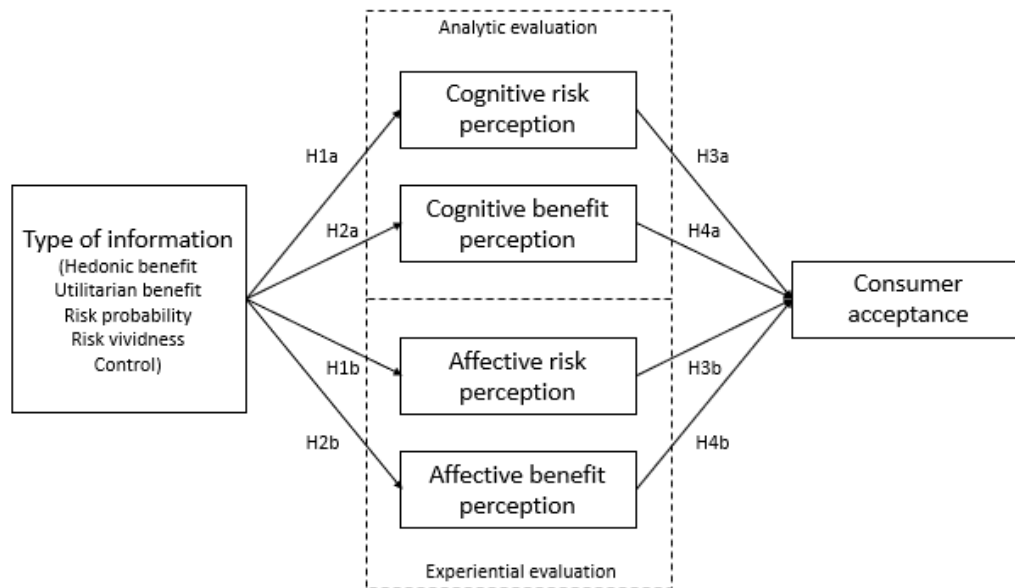 Analytic evaluation
Cognitive risk
perception
H1a
H3a
Cognitive benefit
perception
H2a
H4a
Type of information
(Hedonic benefit
Utilitarian benefit
Risk probability
Risk vividness
Control)
Consumer
acceptance
Affective risk
perception
H1b
H3b
H2b
H4b
Affective benefit
perception
Experiential evaluation